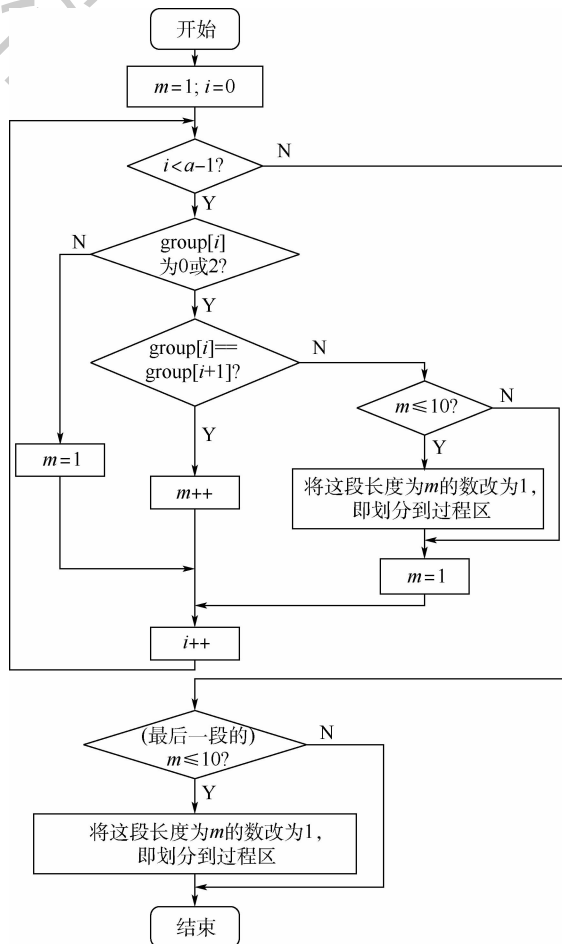 开始
m=1; i=0
i<a-1?
N
Y
group[i]
为0或2?
N
Y
group[i]==
group[i+1]?
N
Y
m≤10?
N
Y
m=1
m++
将这段长度为m的数改为1,
即划分到过程区
m=1
i++
(最后一段的)
m≤10?
N
Y
将这段长度为m的数改为1,
即划分到过程区
结束